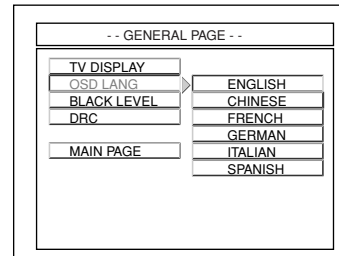 - - GENERAL PAGE - -
TV DISPLAY
OSD LANG
BLACK LEVEL
DRC
MAIN PAGE
ENGLISH
CHINESE
FRENCH
GERMAN
ITALIAN
SPANISH